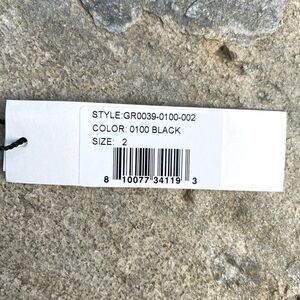 STYLE:GR0039-0100-002
COLOR: 0100 BLACK
SIZE: 2
8 10077 34119 3